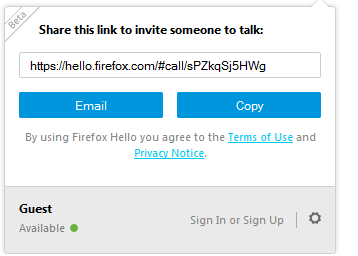 Beta
Share this link to invite someone to talk:
https://hello.firefox.com/#call/sPZkqSj5HWg
Email Copy
By using Firefox Hello you agree to the Terms of Use and
Privacy Notice.
Guest
Available Sign In or Sign Up